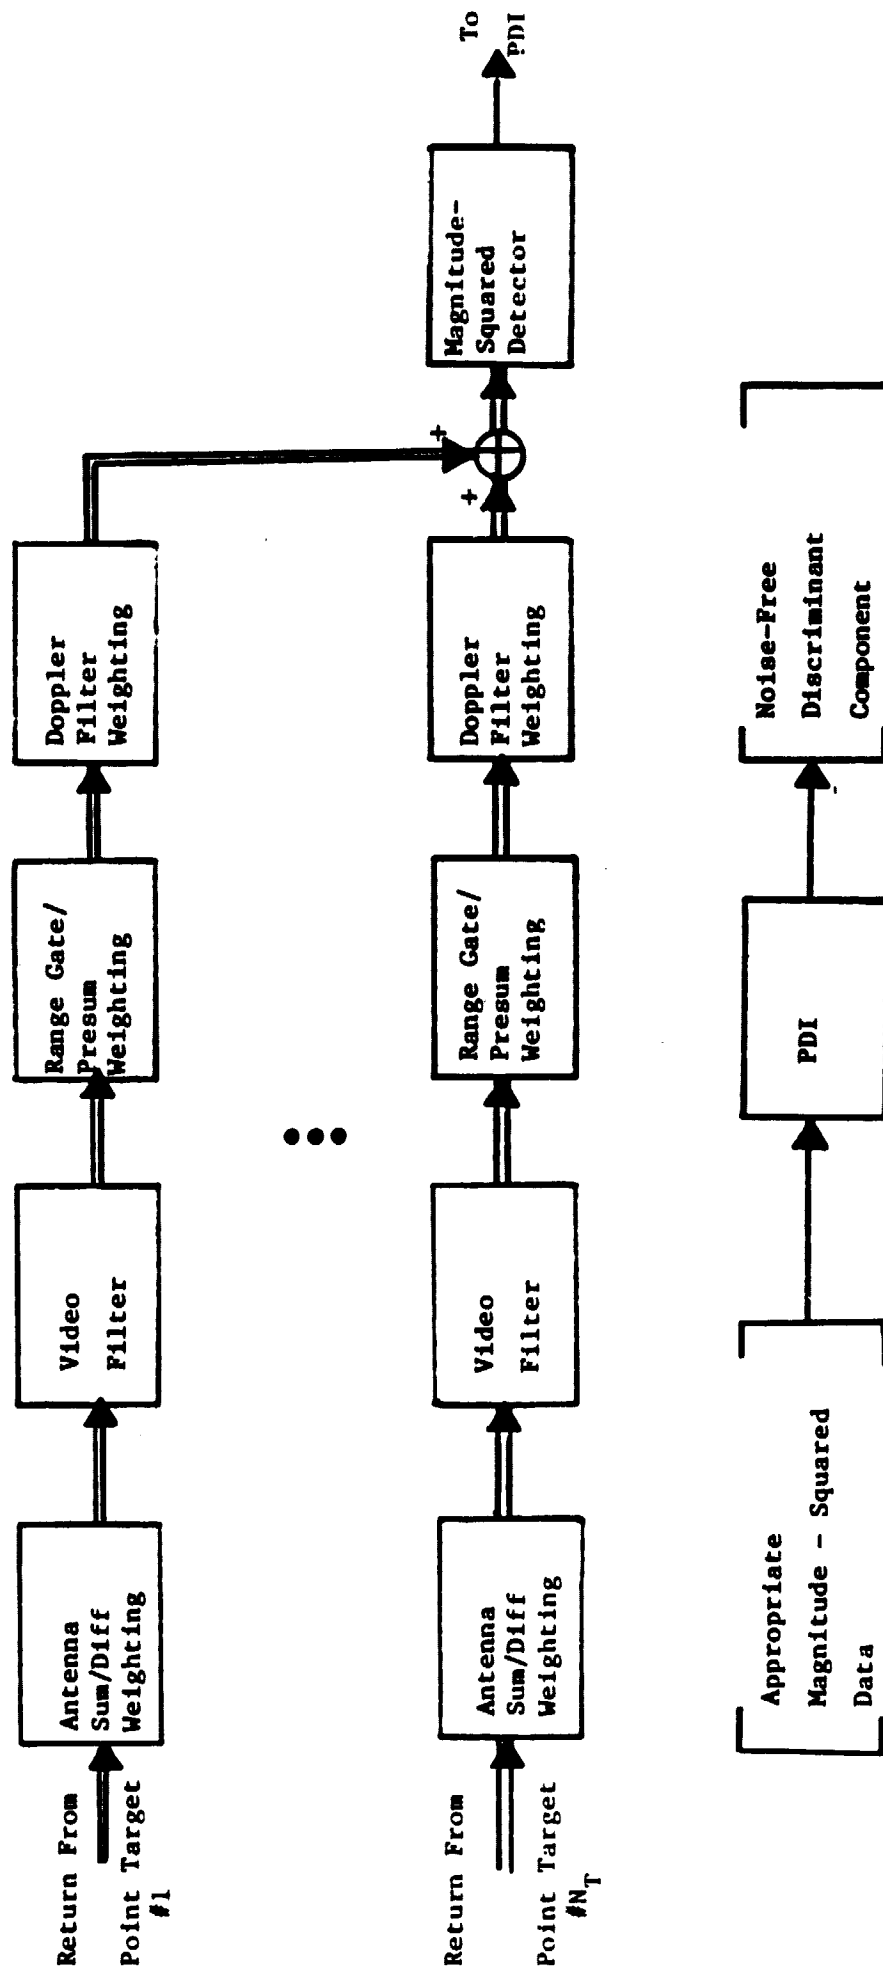 Return From
Point Target
#1
Antenna
Sum/Diff
Weighting
Video
Filter
Range Gate/
Presum
Weighting
Doppler
Filter
Weighting
+
• • •
Return From
Point Target
#N_T
Antenna
Sum/Diff
Weighting
Video
Filter
Range Gate/
Presum
Weighting
Doppler
Filter
Weighting
+
Magnitude-
Squared
Detector
To
PDI
Appropriate
Magnitude - Squared
Data
PDI
Noise-Free
Discriminant
Component